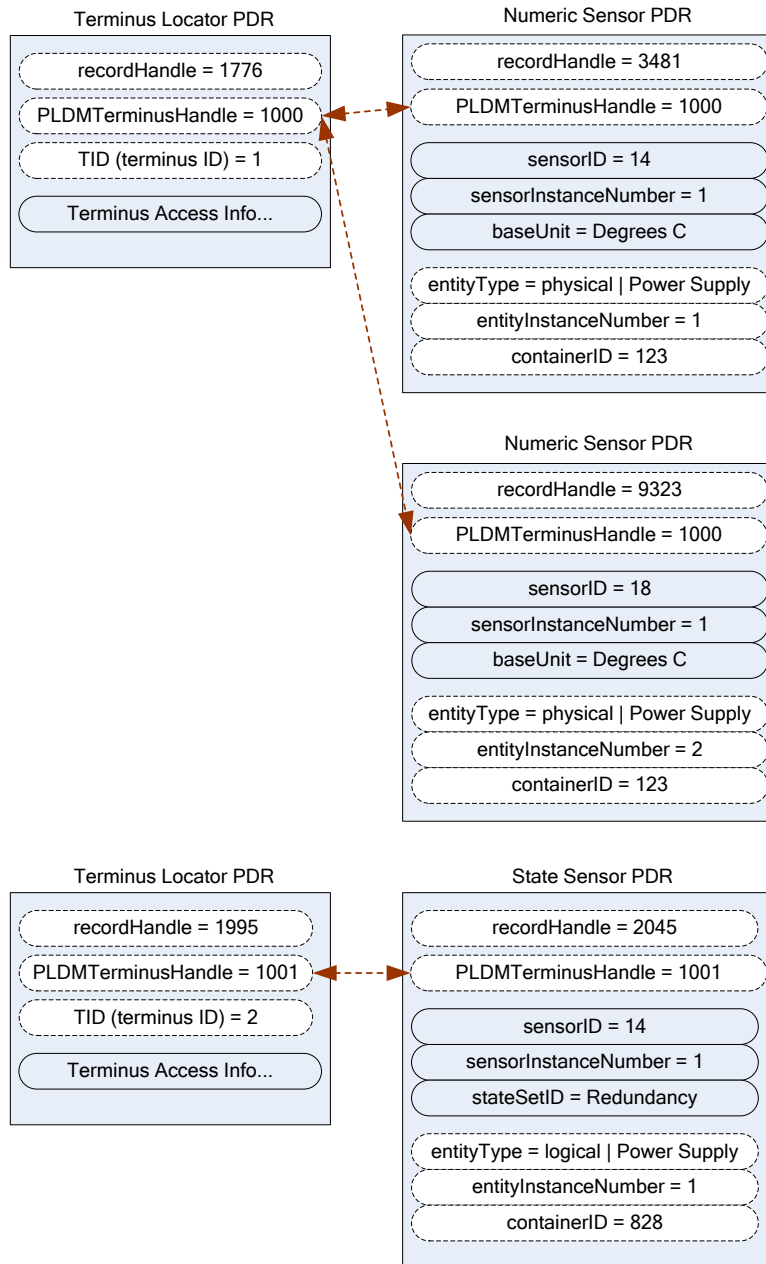 Terminus Locator PDR
recordHandle = 1776
PLDMTerminusHandle = 1000
TID (terminus ID) = 1
Terminus Access Info...
Numeric Sensor PDR
recordHandle = 3481
PLDMTerminusHandle = 1000
sensorID = 14
sensorInstanceNumber = 1
baseUnit = Degrees C
entityType = physical | Power Supply
entityInstanceNumber = 1
containerID = 123
Numeric Sensor PDR
recordHandle = 9323
PLDMTerminusHandle = 1000
sensorID = 18
sensorInstanceNumber = 1
baseUnit = Degrees C
entityType = physical | Power Supply
entityInstanceNumber = 2
containerID = 123
Terminus Locator PDR
recordHandle = 1995
PLDMTerminusHandle = 1001
TID (terminus ID) = 2
Terminus Access Info...
State Sensor PDR
recordHandle = 2045
PLDMTerminusHandle = 1001
sensorID = 14
sensorInstanceNumber = 1
stateSetID = Redundancy
entityType = logical | Power Supply
entityInstanceNumber = 1
containerID = 828